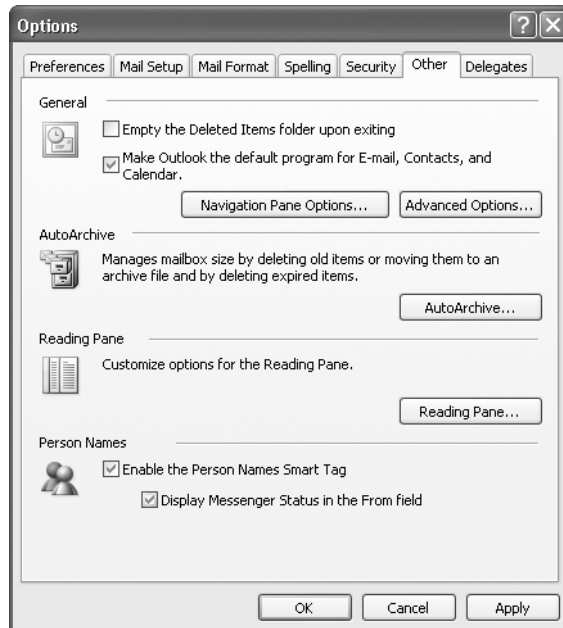 Options
Preferences Mail Setup Mail Format Spelling Security Other Delegates
General
Empty the Deleted Items folder upon exiting
Make Outlook the default program for E-mail, Contacts, and
Calendar.
Navigation Pane Options... Advanced Options...
AutoArchive
Manages mailbox size by deleting old items or moving them to an
archive file and by deleting expired items.
AutoArchive...
Reading Pane
Customize options for the Reading Pane.
Reading Pane...
Person Names
Enable the Person Names Smart Tag
Display Messenger Status in the From field
OK Cancel Apply